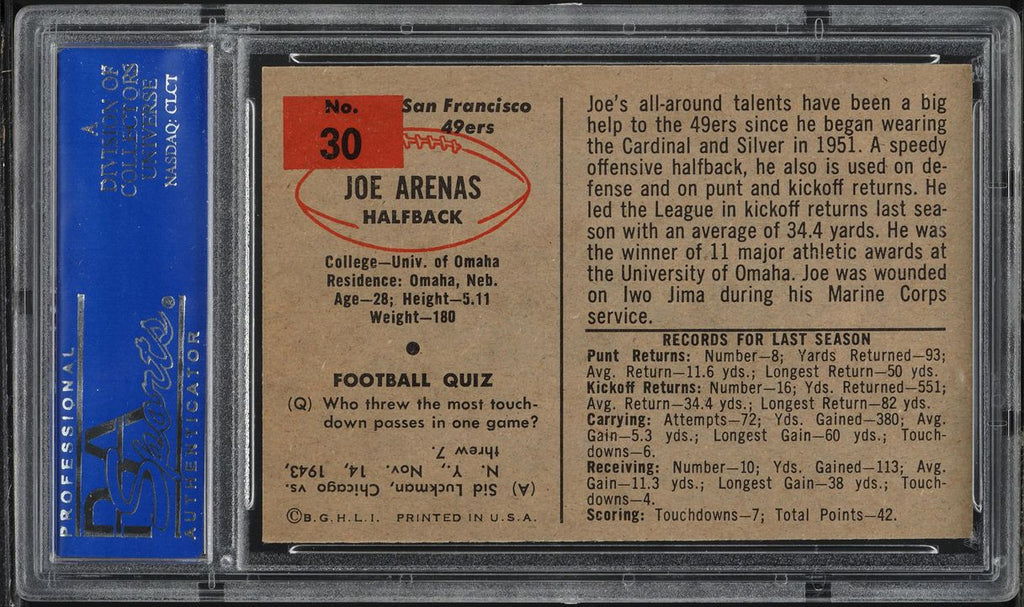 A
DIVISION OF
COLLECTORS
UNIVERSE
NASDAQ: CLCT
PROFESSIONAL
PSA
Sports®
AUTHENTICATOR
No.
30
San Francisco
49ers
JOE ARENAS
HALFBACK
College—Univ. of Omaha
Residence: Omaha, Neb.
Age—28; Height—5.11
Weight—180
FOOTBALL QUIZ
(Q) Who threw the most touch-
down passes in one game?
(A) Sid Luckman, Chicago vs.
N. Y., Nov. 14, 1943,
threw 7.
©B.G.H.L.I. PRINTED IN U.S.A.
Joe's all-around talents have been a big
help to the 49ers since he began wearing
the Cardinal and Silver in 1951. A speedy
offensive halfback, he also is used on de-
fense and on punt and kickoff returns. He
led the League in kickoff returns last sea-
son with an average of 34.4 yards. He was
the winner of 11 major athletic awards at
the University of Omaha. Joe was wounded
on Iwo Jima during his Marine Corps
service.
RECORDS FOR LAST SEASON
Punt Returns: Number—8; Yards Returned—93;
Avg. Return—11.6 yds.; Longest Return—50 yds.
Kickoff Returns: Number—16; Yds. Returned—551;
Avg. Return—34.4 yds.; Longest Return—82 yds.
Carrying: Attempts—72; Yds. Gained—380; Avg.
Gain—5.3 yds.; Longest Gain—60 yds.; Touch-
downs—6.
Receiving: Number—10; Yds. Gained—113; Avg.
Gain—11.3 yds.; Longest Gain—38 yds.; Touch-
downs—4.
Scoring: Touchdowns—7; Total Points—42.